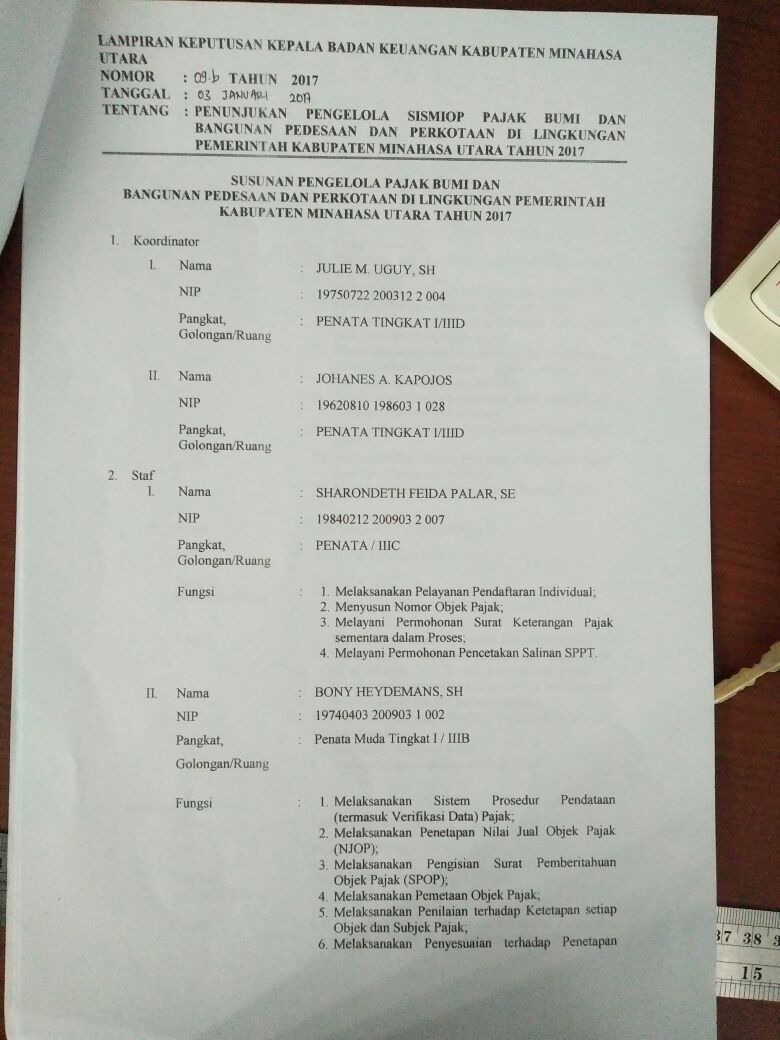 LAMPIRAN KEPUTUSAN KEPALA BADAN KEUANGAN KABUPATEN MINAHASA
UTARA
NOMOR : 09.b TAHUN 2017
TANGGAL : 03 JANUARI 2017
TENTANG : PENUNJUKAN PENGELOLA SISMIOP PAJAK BUMI DAN
BANGUNAN PEDESAAN DAN PERKOTAAN DI LINGKUNGAN
PEMERINTAH KABUPATEN MINAHASA UTARA TAHUN 2017
SUSUNAN PENGELOLA PAJAK BUMI DAN
BANGUNAN PEDESAAN DAN PERKOTAAN DI LINGKUNGAN PEMERINTAH
KABUPATEN MINAHASA UTARA TAHUN 2017
1. Koordinator
I. Nama : JULIE M. UGUY, SH
NIP : 19750722 200312 2 004
Pangkat, : PENATA TINGKAT I/IIID
Golongan/Ruang
II. Nama : JOHANES A. KAPOJOS
NIP : 19620810 198603 1 028
Pangkat, : PENATA TINGKAT I/IIID
Golongan/Ruang
2. Staf
I. Nama : SHARONDETH FEIDA PALAR, SE
NIP : 19840212 200903 2 007
Pangkat, : PENATA / IIIC
Golongan/Ruang
Fungsi : 1. Melaksanakan Pelayanan Pendaftaran Individual;
2. Menyusun Nomor Objek Pajak;
3. Melayani Permohonan Surat Keterangan Pajak
sementara dalam Proses;
4. Melayani Permohonan Pencetakan Salinan SPPT.
II. Nama : BONY HEYDEMANS, SH
NIP : 19740403 200903 1 002
Pangkat, : Penata Muda Tingkat I / IIIB
Golongan/Ruang
Fungsi : 1. Melaksanakan Sistem Prosedur Pendataan
(termasuk Verifikasi Data) Pajak;
2. Melaksanakan Penetapan Nilai Jual Objek Pajak
(NJOP);
3. Melaksanakan Pengisian Surat Pemberitahuan
Objek Pajak (SPOP);
4. Melaksanakan Pemetaan Objek Pajak;
5. Melaksanakan Penilaian terhadap Ketetapan setiap
Objek dan Subjek Pajak;
6. Melaksanakan Penyesuaian terhadap Penetapan
37 38
15